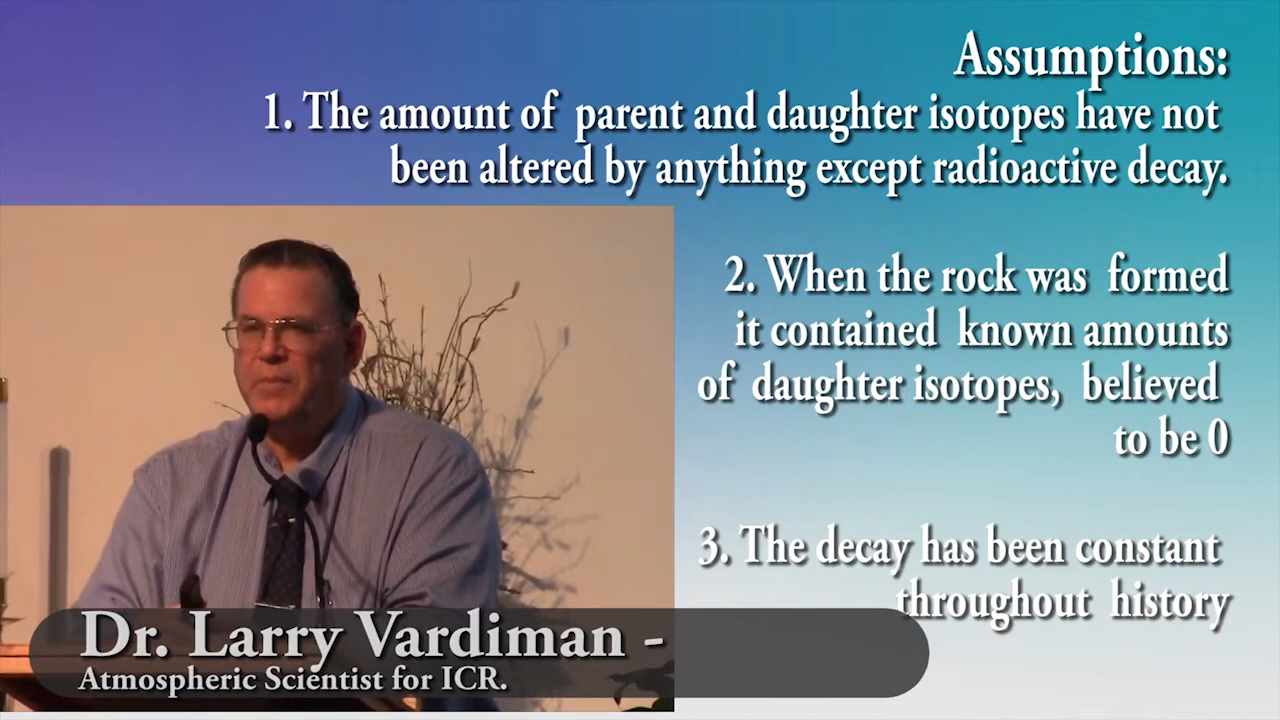 Assumptions:
1. The amount of parent and daughter isotopes have not
been altered by anything except radioactive decay.
2. When the rock was formed
it contained known amounts
of daughter isotopes, believed
to be 0
3. The decay has been constant
throughout history
Dr. Larry Vardiman -
Atmospheric Scientist for ICR.